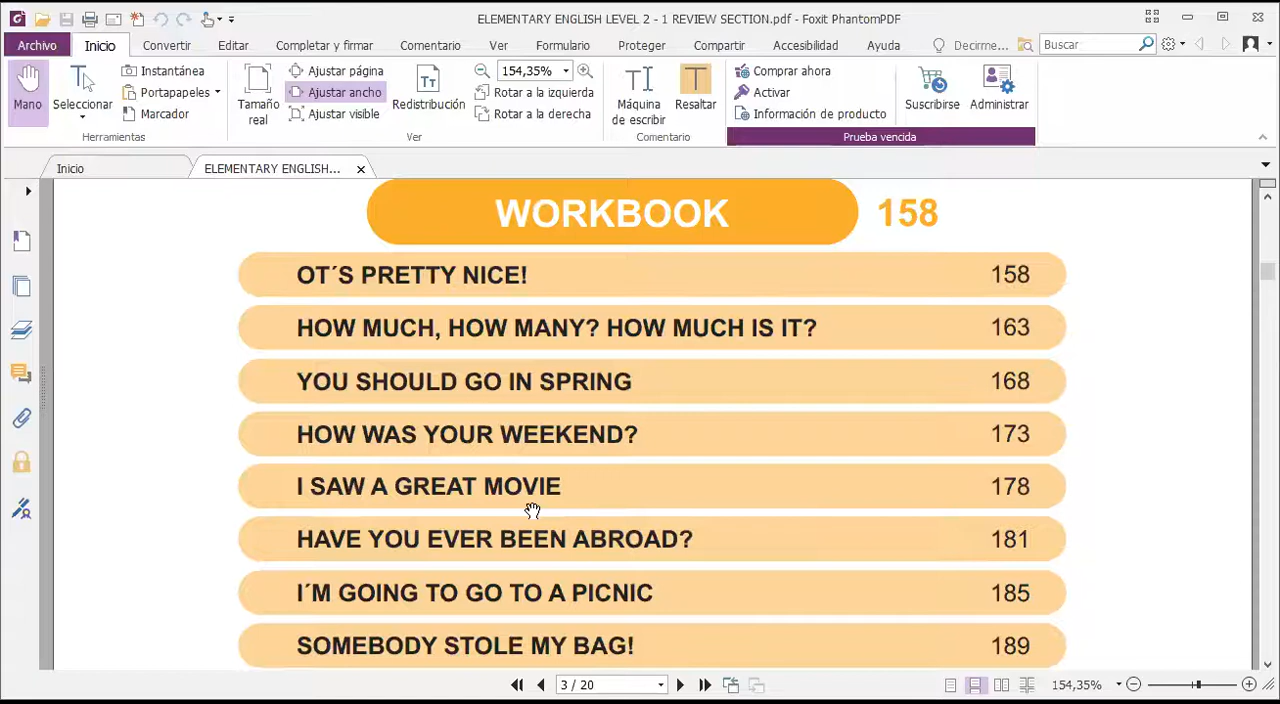 ELEMENTARY ENGLISH LEVEL 2 - 1 REVIEW SECTION.pdf - Foxit PhantomPDF
Archivo Inicio Convertir Editar Completar y firmar Comentario Ver Formulario Proteger Compartir Accesibilidad Ayuda Decirme... Buscar
Mano
Seleccionar
Instantánea
Portapapeles
Marcador
Herramientas
Tamaño real
Ajustar página
Ajustar ancho
Ajustar visible
Redistribución
154,35%
Rotar a la izquierda
Rotar a la derecha
Ver
Máquina de escribir
Resaltar
Comentario
Comprar ahora
Activar
Información de producto
Suscribirse
Administrar
Prueba vencida
Inicio
ELEMENTARY ENGLISH...
WORKBOOK 158
OT´S PRETTY NICE! 158
HOW MUCH, HOW MANY? HOW MUCH IS IT? 163
YOU SHOULD GO IN SPRING 168
HOW WAS YOUR WEEKEND? 173
I SAW A GREAT MOVIE 178
HAVE YOU EVER BEEN ABROAD? 181
I´M GOING TO GO TO A PICNIC 185
SOMEBODY STOLE MY BAG! 189
3 / 20
154,35%